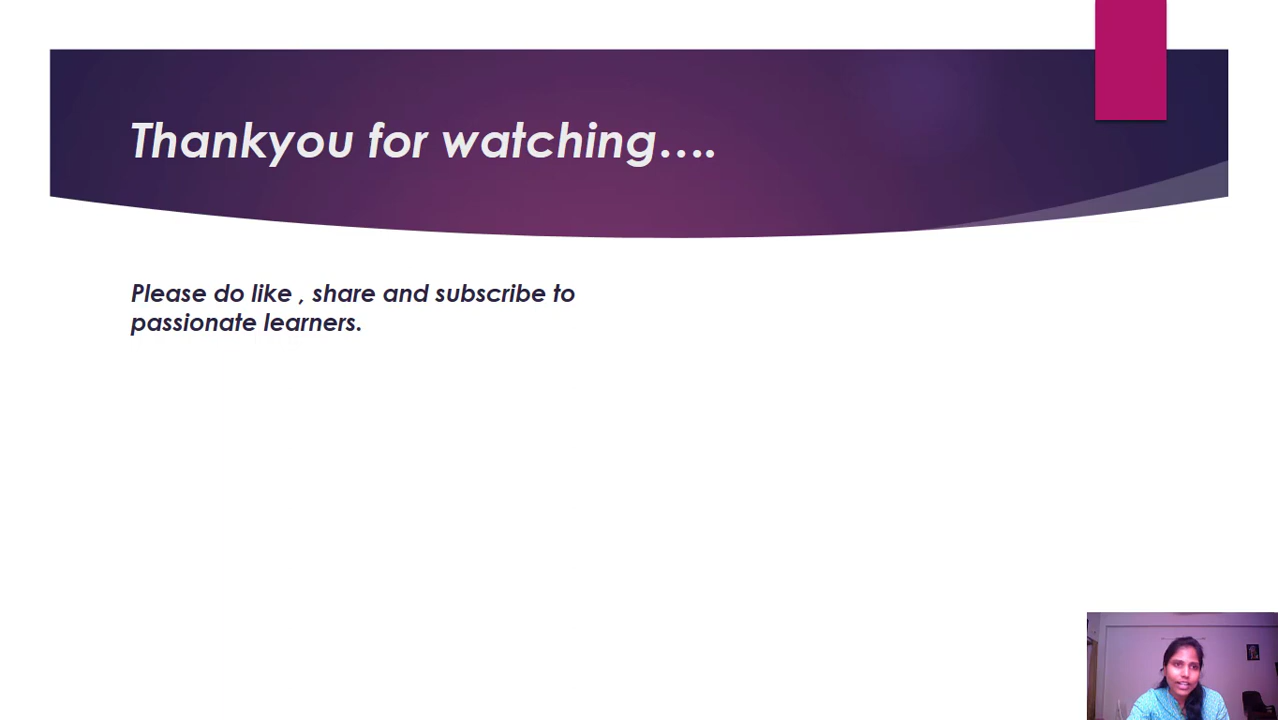 Thankyou for watching….
Please do like , share and subscribe to
passionate learners.